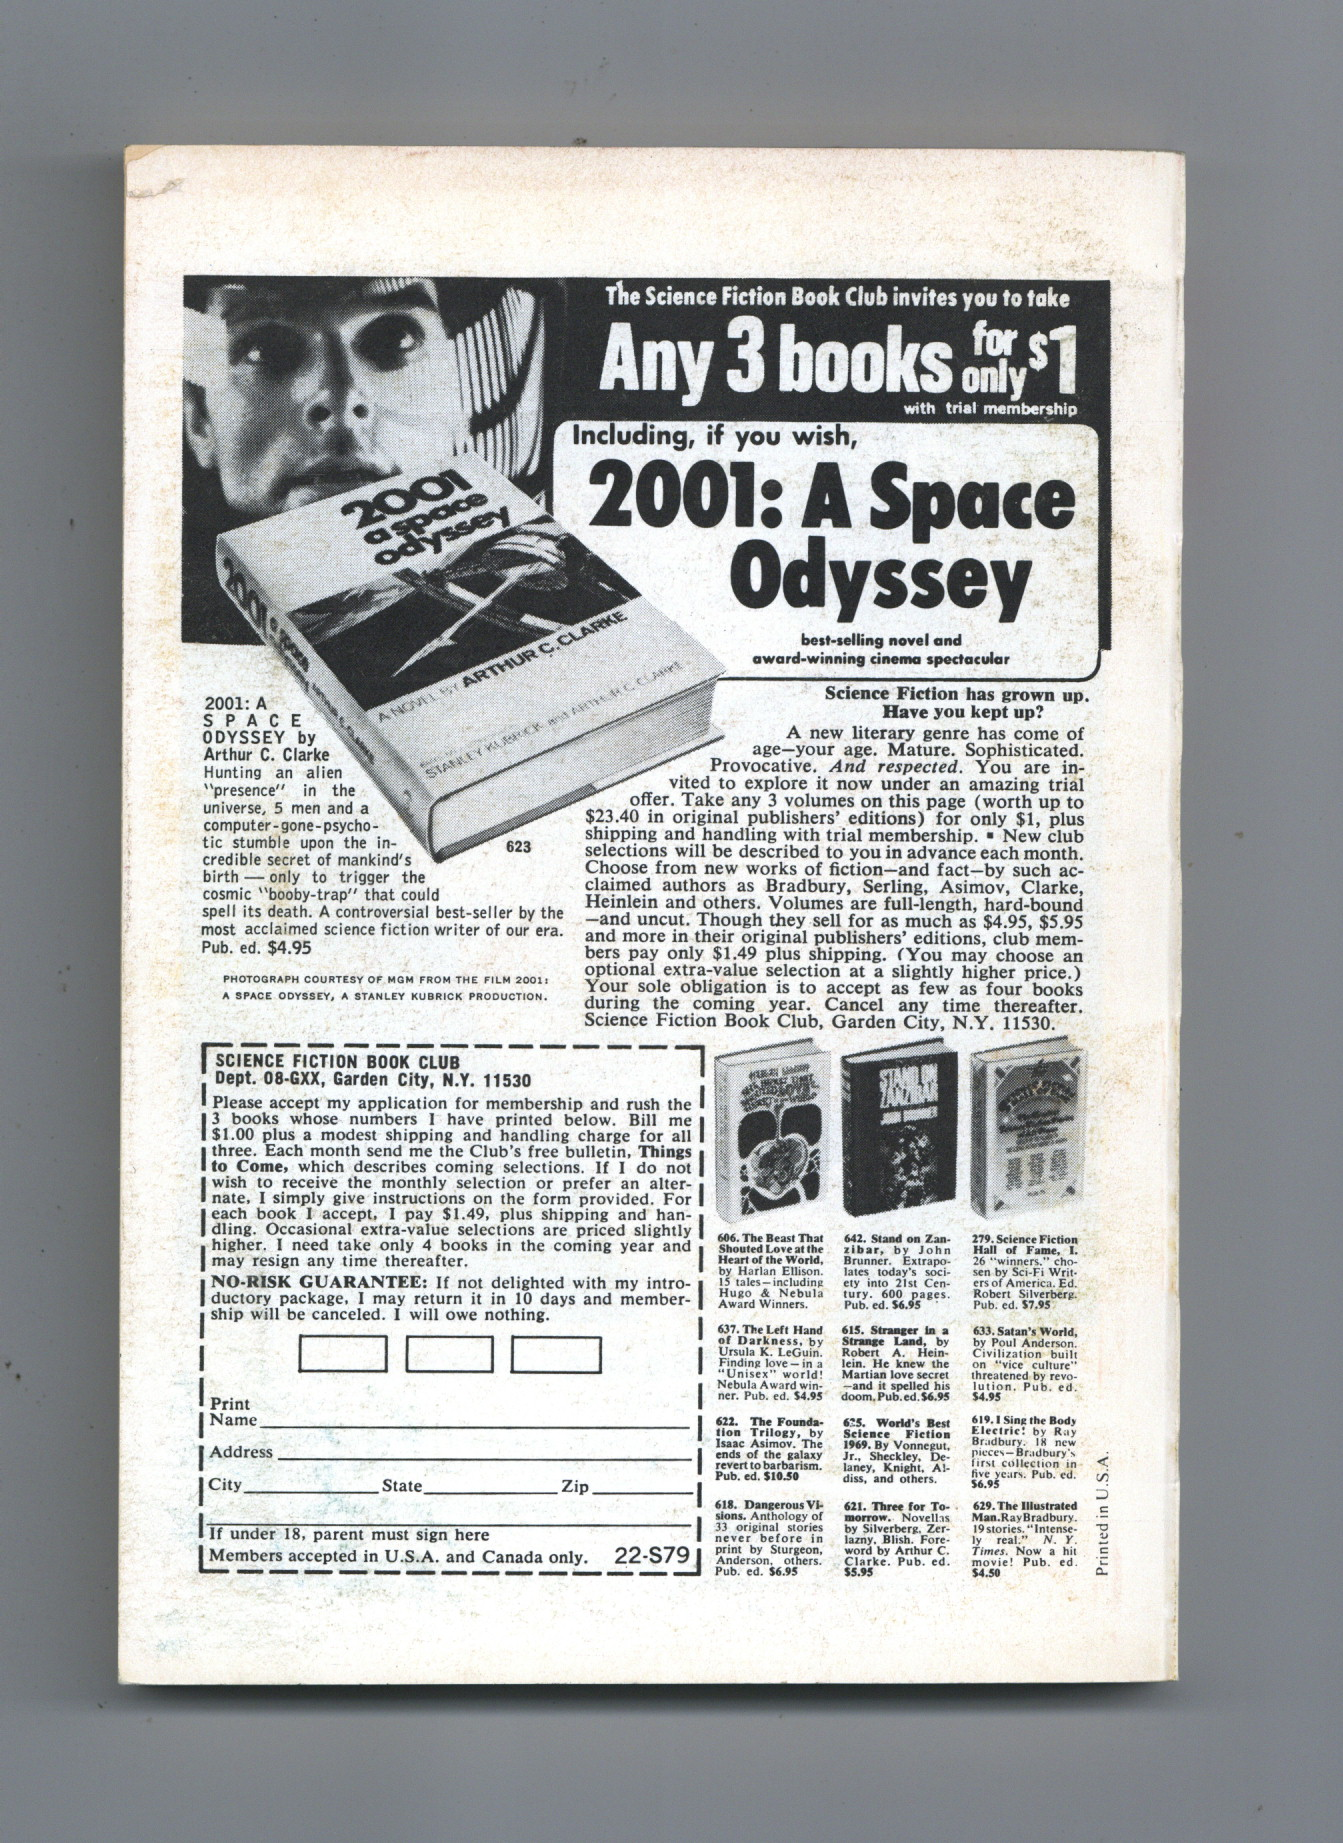 The Science Fiction Book Club invites you to take
Any 3 books for only $1
with trial membership
Including, if you wish,
2001: A Space
Odyssey
best-selling novel and
award-winning cinema spectacular
2001
a space
odyssey
A NOVEL BY ARTHUR C. CLARKE
STANLEY KUBRICK and ARTHUR C. CLARKE
2001 a space odyssey ARTHUR C. CLARKE
623
2001: A
SPACE
ODYSSEY by
Arthur C. Clarke
Hunting an alien
"presence" in the
universe, 5 men and a
computer-gone-psycho-
tic stumble upon the in-
credible secret of mankind's
birth — only to trigger the
cosmic "booby-trap" that could
spell its death. A controversial best-seller by the
most acclaimed science fiction writer of our era.
Pub. ed. $4.95
PHOTOGRAPH COURTESY OF MGM FROM THE FILM 2001:
A SPACE ODYSSEY, A STANLEY KUBRICK PRODUCTION.
Science Fiction has grown up.
Have you kept up?
A new literary genre has come of
age—your age. Mature. Sophisticated.
Provocative. And respected. You are in-
vited to explore it now under an amazing trial
offer. Take any 3 volumes on this page (worth up to
$23.40 in original publishers' editions) for only $1, plus
shipping and handling with trial membership. ▪ New club
selections will be described to you in advance each month.
Choose from new works of fiction—and fact—by such ac-
claimed authors as Bradbury, Serling, Asimov, Clarke,
Heinlein and others. Volumes are full-length, hard-bound
—and uncut. Though they sell for as much as $4.95, $5.95
and more in their original publishers' editions, club mem-
bers pay only $1.49 plus shipping. (You may choose an
optional extra-value selection at a slightly higher price.)
Your sole obligation is to accept as few as four books
during the coming year. Cancel any time thereafter.
Science Fiction Book Club, Garden City, N.Y. 11530.
SCIENCE FICTION BOOK CLUB
Dept. 08-GXX, Garden City, N.Y. 11530
Please accept my application for membership and rush the
3 books whose numbers I have printed below. Bill me
$1.00 plus a modest shipping and handling charge for all
three. Each month send me the Club's free bulletin, Things
to Come, which describes coming selections. If I do not
wish to receive the monthly selection or prefer an alter-
nate, I simply give instructions on the form provided. For
each book I accept, I pay $1.49, plus shipping and han-
dling. Occasional extra-value selections are priced slightly
higher. I need take only 4 books in the coming year and
may resign any time thereafter.
NO-RISK GUARANTEE: If not delighted with my intro-
ductory package, I may return it in 10 days and member-
ship will be canceled. I will owe nothing.
Print
Name
Address
City State Zip
If under 18, parent must sign here
Members accepted in U.S.A. and Canada only. 22-S79
STAND ON
ZANZIBAR
JOHN BRUNNER
606. The Beast That
Shouted Love at the
Heart of the World,
by Harlan Ellison.
15 tales—including
Hugo & Nebula
Award Winners.
642. Stand on Zan-
zibar, by John
Brunner. Extrapo-
lates today's soci-
ety into 21st Cen-
tury. 600 pages.
Pub. ed. $6.95
279. Science Fiction
Hall of Fame, I.
26 "winners." cho-
sen by Sci-Fi Writ-
ers of America. Ed.
Robert Silverberg.
Pub. ed. $7.95
637. The Left Hand
of Darkness, by
Ursula K. LeGuin.
Finding love—in a
"Unisex" world!
Nebula Award win-
ner. Pub. ed. $4.95
615. Stranger in a
Strange Land, by
Robert A. Hein-
lein. He knew the
Martian love secret
—and it spelled his
doom. Pub. ed. $6.95
633. Satan's World,
by Poul Anderson.
Civilization built
on "vice culture"
threatened by revo-
lution. Pub. ed.
$4.95
622. The Founda-
tion Trilogy, by
Isaac Asimov. The
ends of the galaxy
revert to barbarism.
Pub. ed. $10.50
World's Best
Science Fiction
1969. By Vonnegut,
Jr., Sheckley, De-
laney, Knight, Al-
diss, and others.
619. I Sing the Body
Electric! by Ray
Bradbury. 18 new
pieces—Bradbury's
first collection in
five years. Pub. ed.
$6.95
618. Dangerous Vi-
sions. Anthology of
33 original stories
never before in
print by Sturgeon,
Anderson, others.
Pub. ed. $6.95
621. Three for To-
morrow. Novellas
by Silverberg, Zer-
lazny, Blish. Fore-
word by Arthur C.
Clarke. Pub. ed.
$5.95
629. The Illustrated
Man. Ray Bradbury.
19 stories. "Intense-
ly real." N. Y.
Times. Now a hit
movie! Pub. ed.
$4.50
Printed in U.S.A.